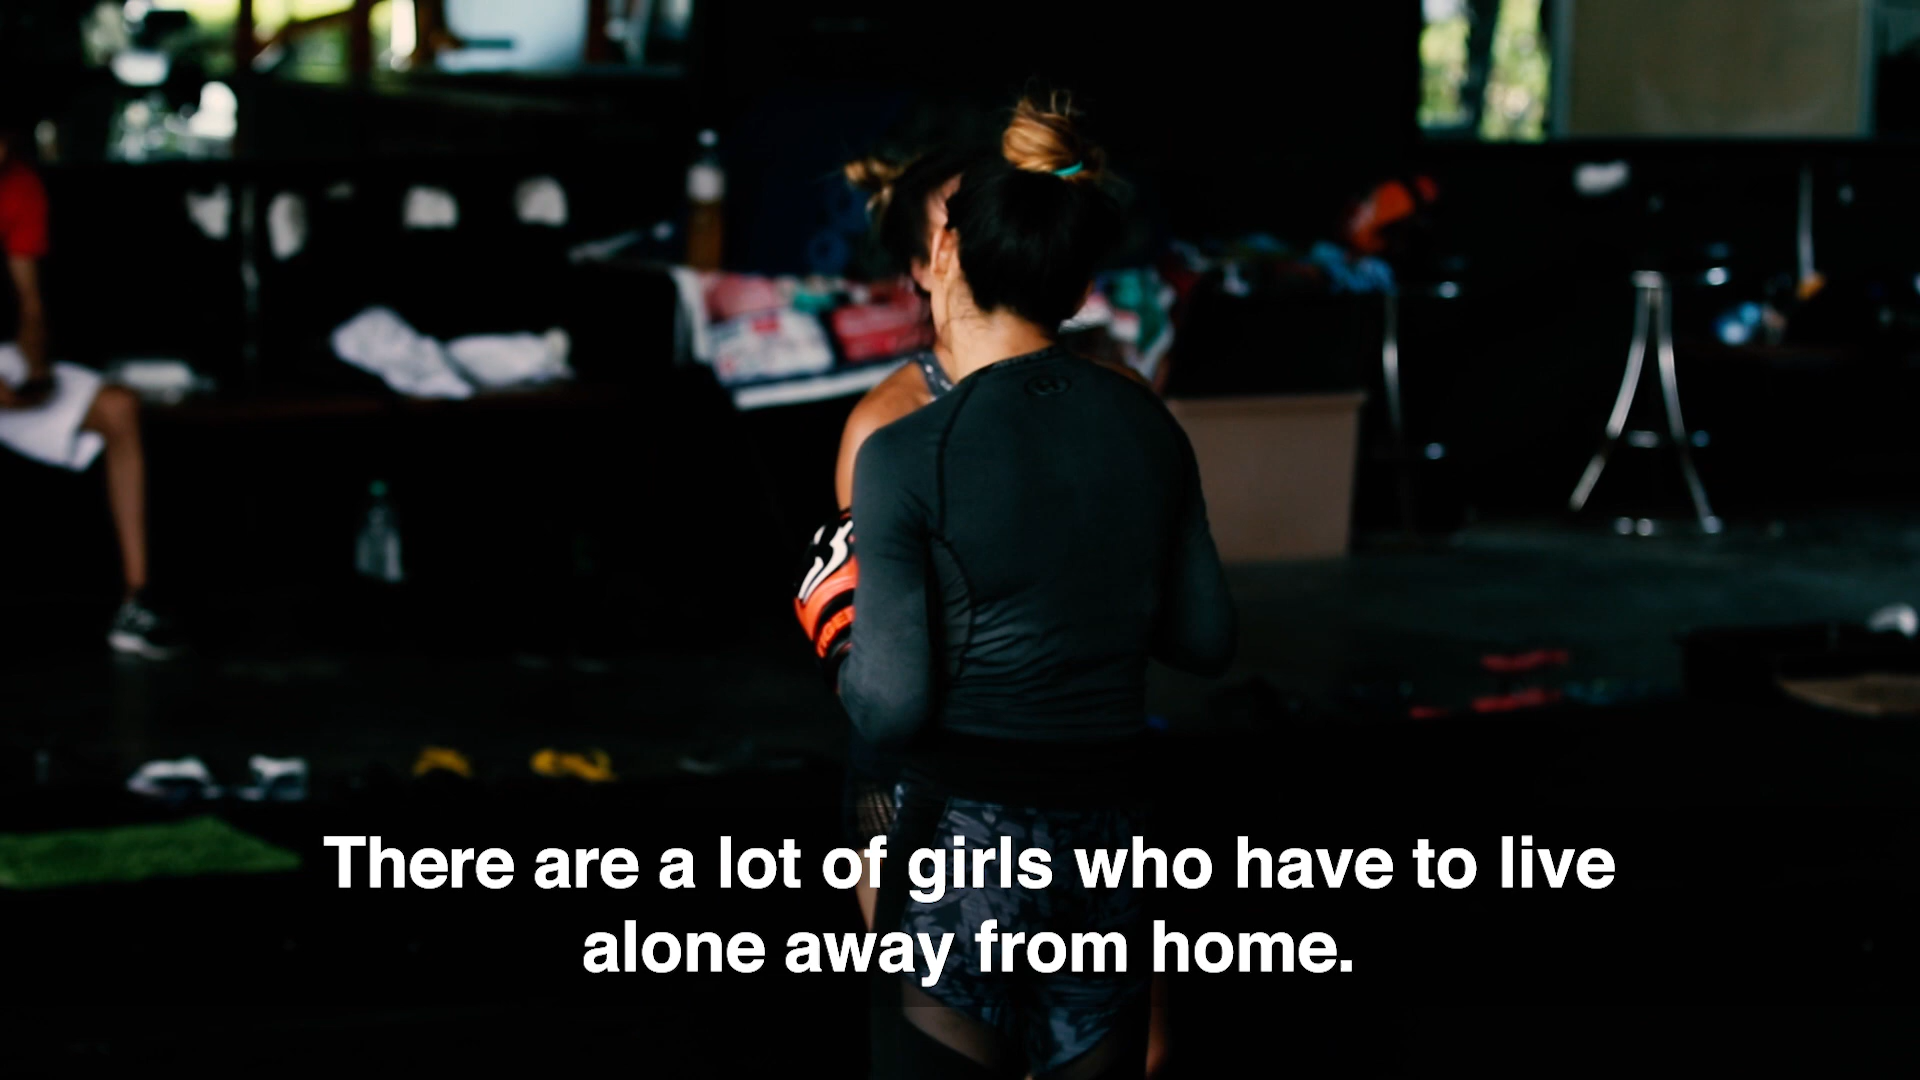 There are a lot of girls who have to live
alone away from home.